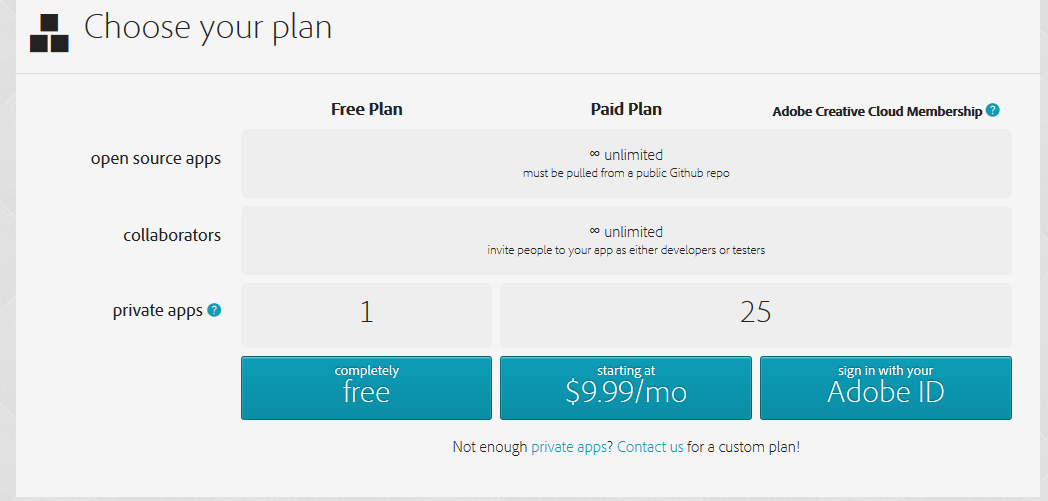 Choose your plan
Free Plan
Paid Plan
Adobe Creative Cloud Membership ?
open source apps
∞ unlimited
must be pulled from a public Github repo
collaborators
∞ unlimited
invite people to your app as either developers or testers
private apps ?
1
25
completely
free
starting at
$9.99/mo
sign in with your
Adobe ID
Not enough private apps? Contact us for a custom plan!